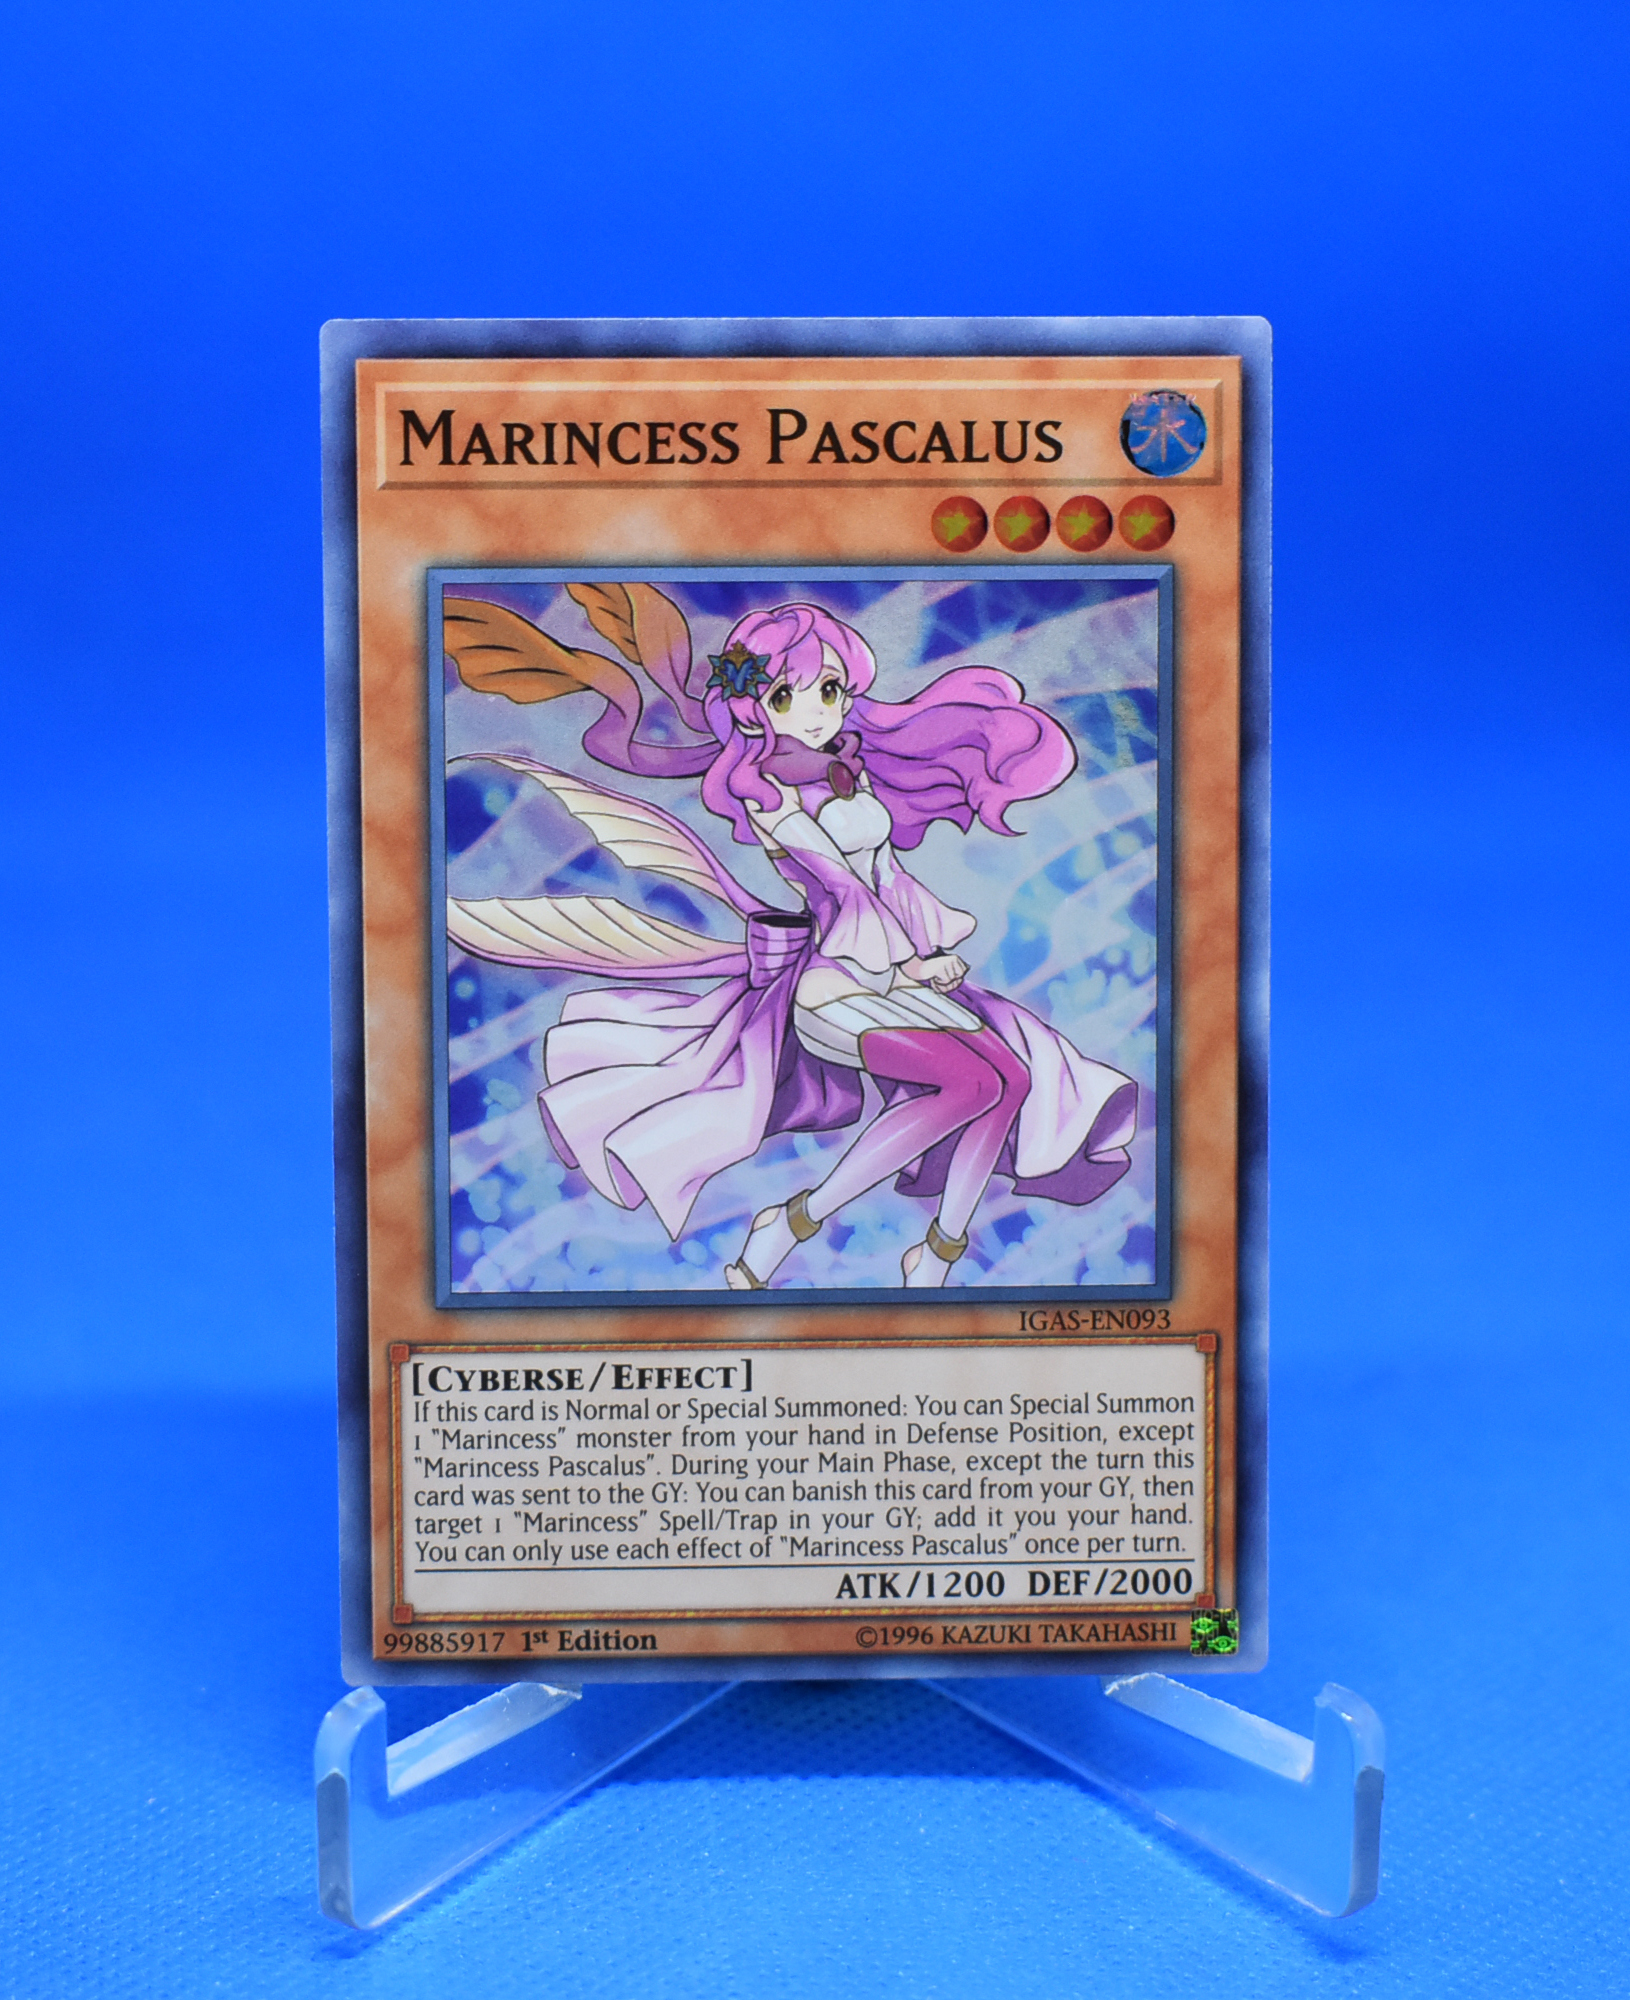 MARINCESS PASCALUS
水
IGAS-EN093
[CYBERSE/EFFECT]
If this card is Normal or Special Summoned: You can Special Summon
1 "Marincess" monster from your hand in Defense Position, except
"Marincess Pascalus". During your Main Phase, except the turn this
card was sent to the GY: You can banish this card from your GY, then
target 1 "Marincess" Spell/Trap in your GY; add it you your hand.
You can only use each effect of "Marincess Pascalus" once per turn.
ATK/1200 DEF/2000
99885917 1st Edition ©1996 KAZUKI TAKAHASHI